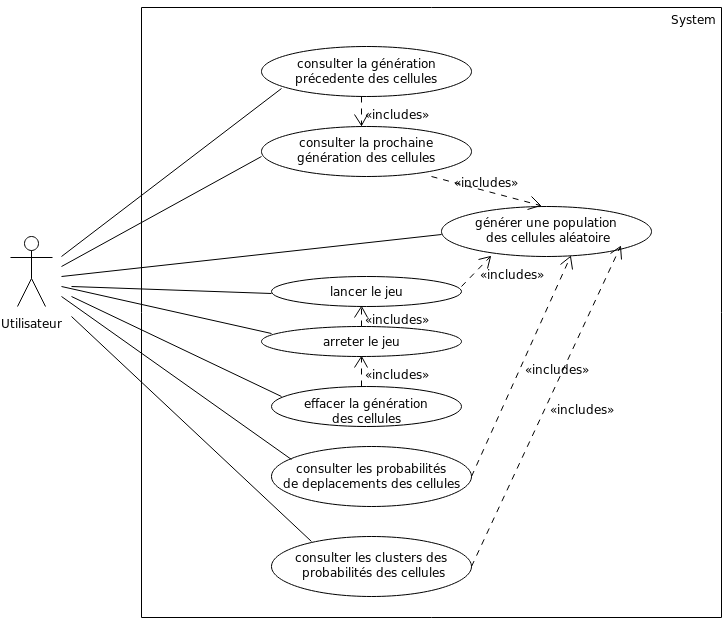 System
consulter la génération
précedente des cellules
«includes»
consulter la prochaine
génération des cellules
«includes»
générer une population
des cellules aléatoire
«includes»
lancer le jeu
Utilisateur
«includes»
arreter le jeu
«includes»
«includes»
effacer la génération
des cellules
«includes»
consulter les probabilités
de deplacements des cellules
consulter les clusters des
probabilités des cellules